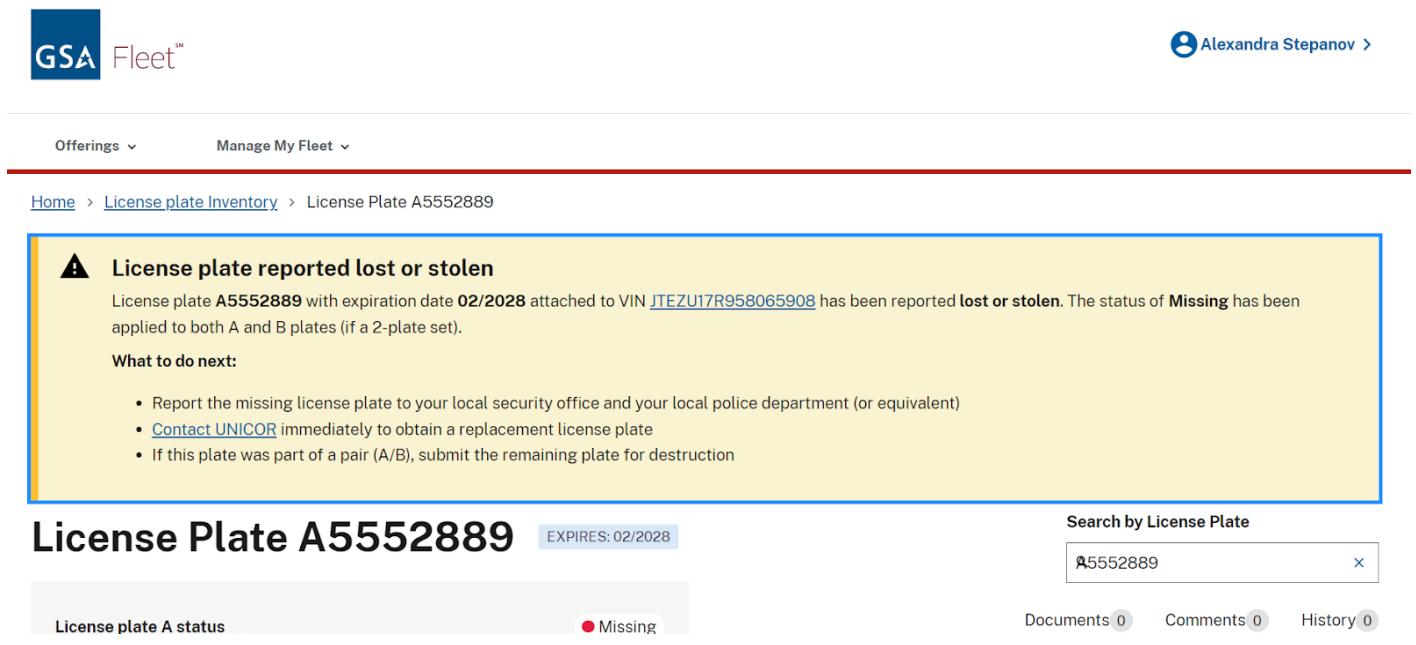 GSA Fleet℠
Alexandra Stepanov
Offerings
Manage My Fleet
Home > License plate Inventory > License Plate A5552889
License plate reported lost or stolen
License plate A5552889 with expiration date 02/2028 attached to VIN JTEZU17R958065908 has been reported lost or stolen. The status of Missing has been
applied to both A and B plates (if a 2-plate set).
What to do next:
• Report the missing license plate to your local security office and your local police department (or equivalent)
• Contact UNICOR immediately to obtain a replacement license plate
• If this plate was part of a pair (A/B), submit the remaining plate for destruction
License Plate A5552889 EXPIRES: 02/2028
Search by License Plate
A5552889
Documents 0 Comments 0 History 0
License plate A status Missing